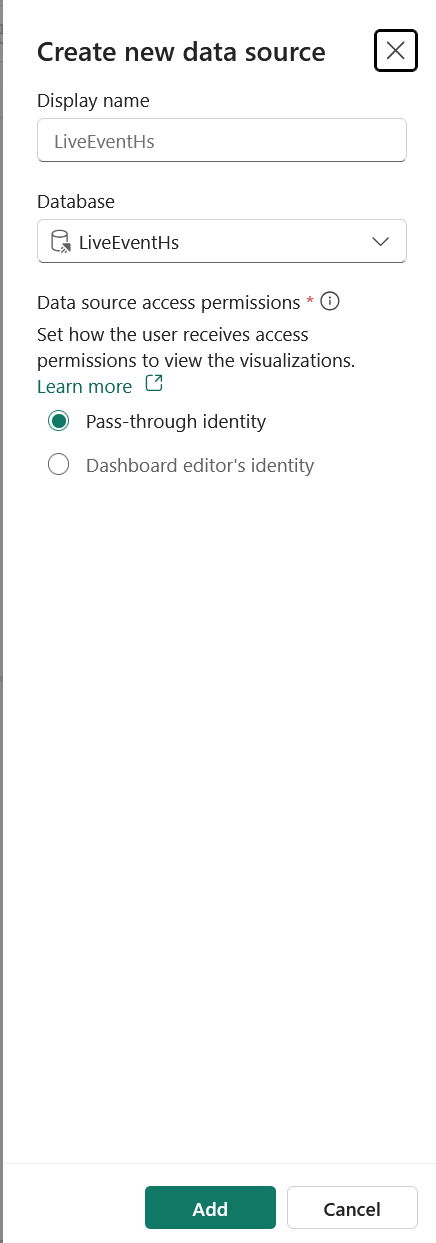 Create new data source
Display name
LiveEventHs
Database
LiveEventHs
Data source access permissions *
Set how the user receives access
permissions to view the visualizations.
Learn more
Pass-through identity
Dashboard editor's identity
Add
Cancel